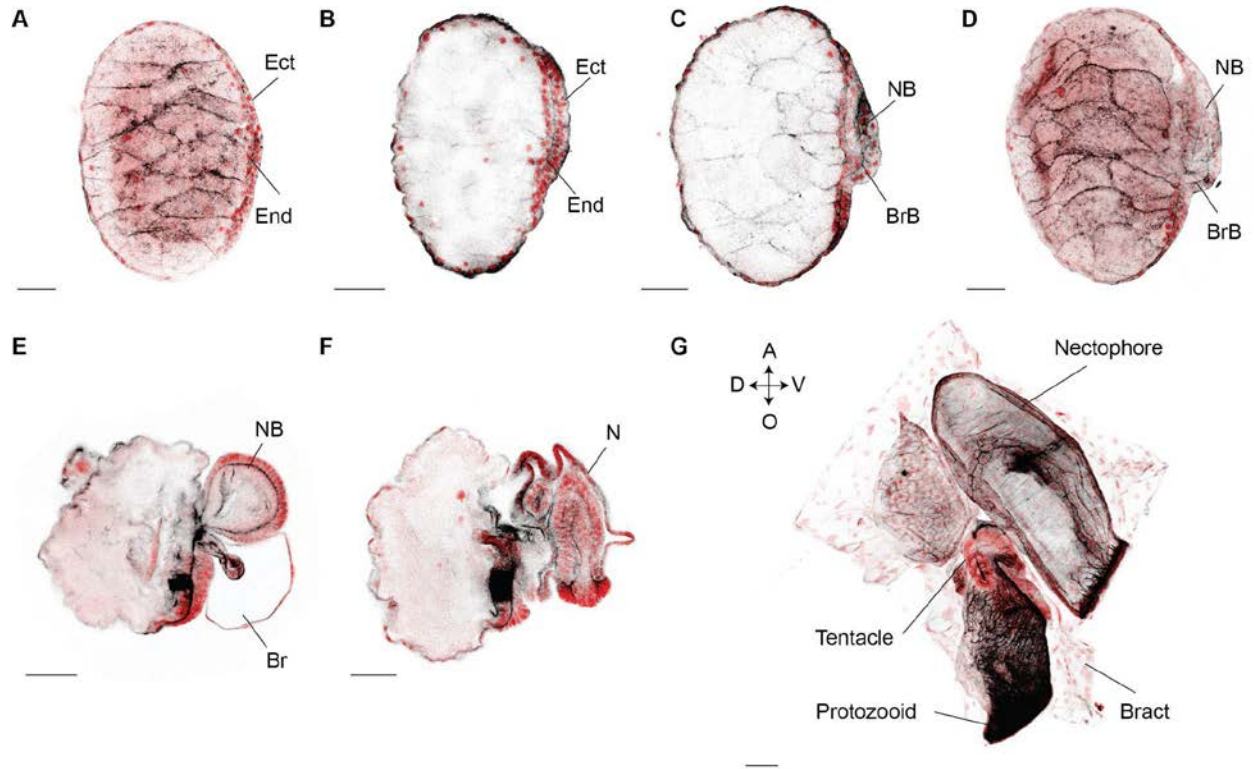 A
Ect
End
B
Ect
End
C
NB
BrB
D
NB
BrB
E
NB
Br
F
N
G
A
D V
O
Nectophore
Tentacle
Protozooid
Bract